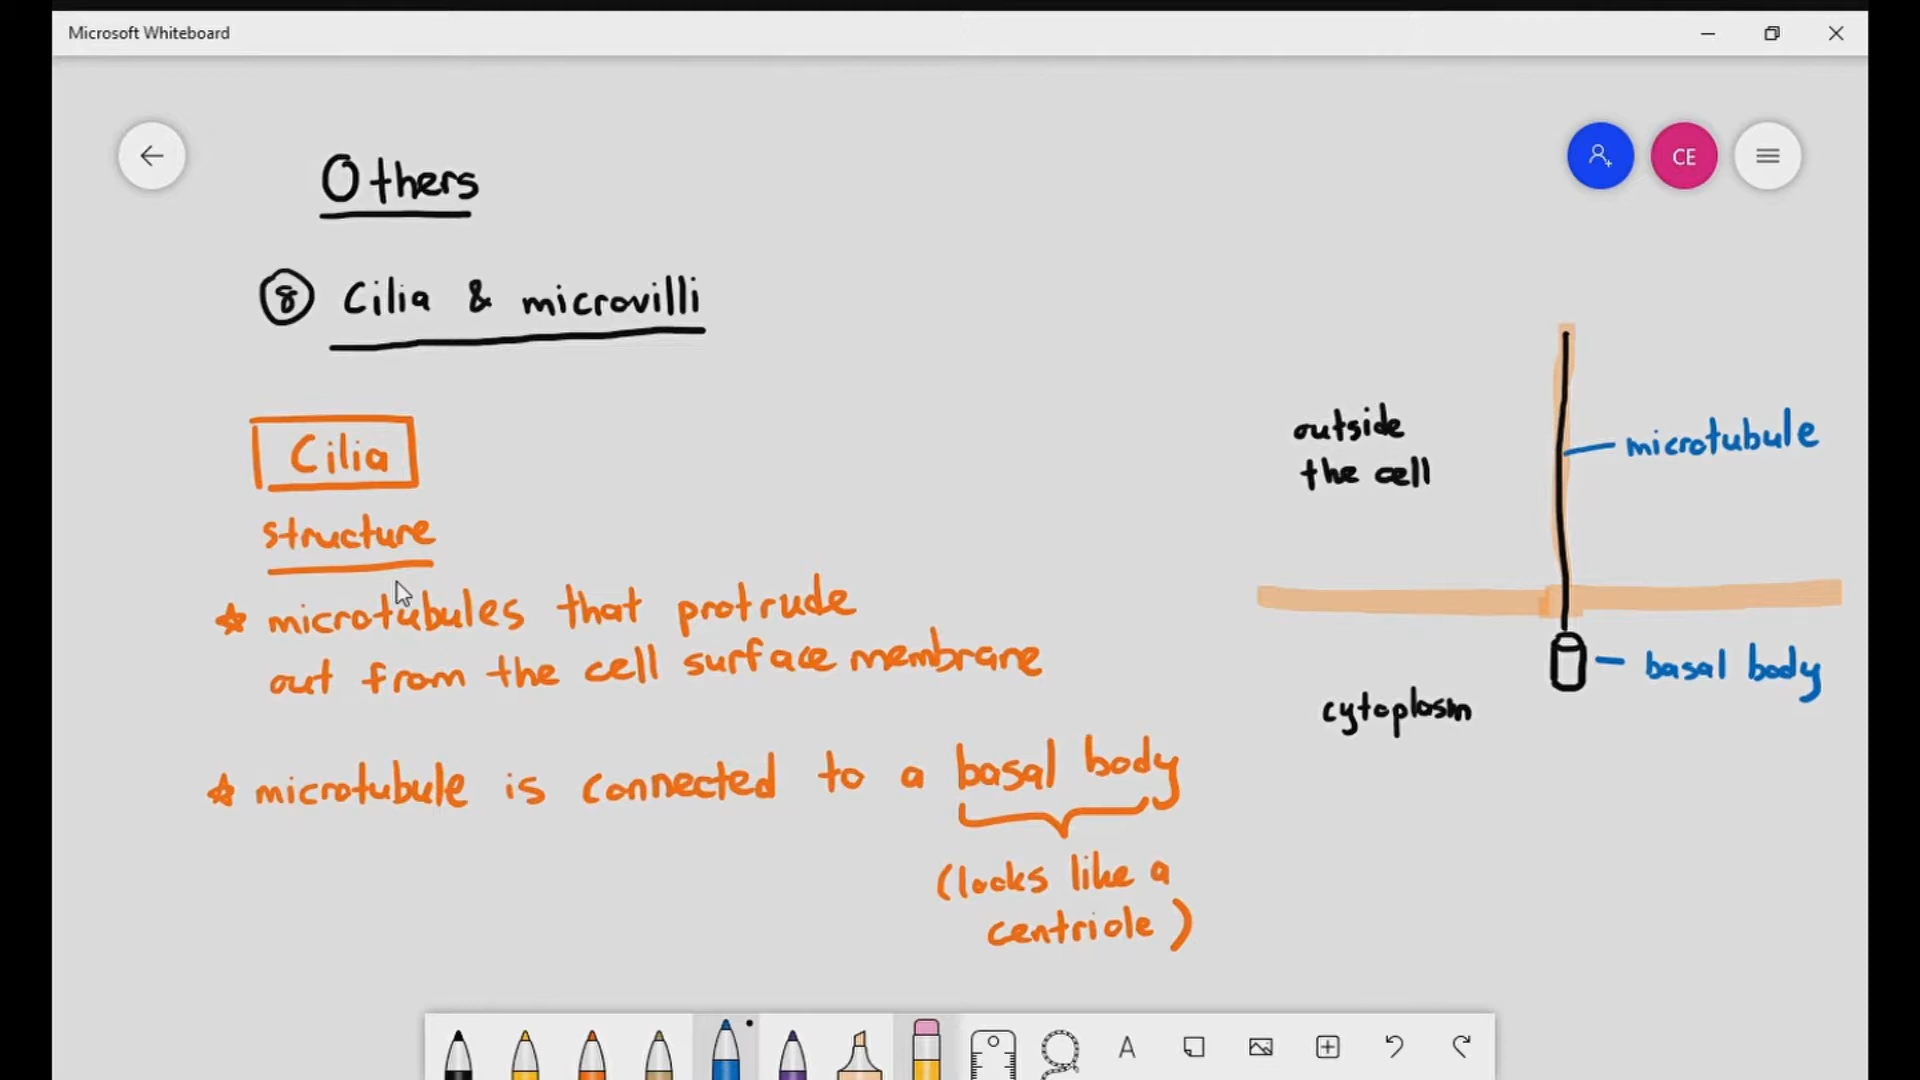 Microsoft Whiteboard
CE
Others
8 Cilia & microvilli
Cilia
structure
☆ microtubules that protrude
out from the cell surface membrane
☆ microtubule is connected to a basal body
(looks like a
centriole)
outside
the cell
microtubule
basal body
cytoplasm
A